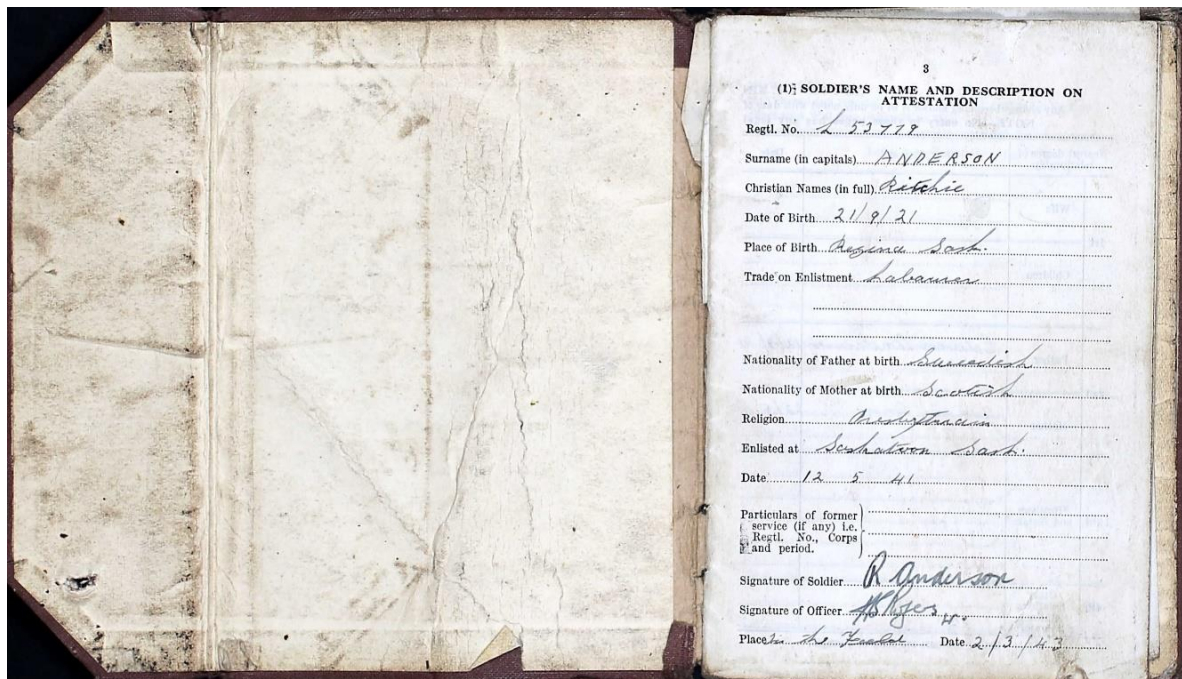 3
(1) SOLDIER'S NAME AND DESCRIPTION ON
ATTESTATION
Regtl. No. L 53779
Surname (in capitals) ANDERSON
Christian Names (in full) Ritchie
Date of Birth 21/9/21
Place of Birth Regina Sask.
Trade on Enlistment Labourer
Nationality of Father at birth Sweedish
Nationality of Mother at birth Scotish
Religion Presbytrain
Enlisted at Saskatoon Sask.
Date 12 5 41
Particulars of former
service (if any) i.e.
Regtl. No., Corps
and period.
Signature of Soldier R Anderson
Signature of Officer
Place In the Field Date 2/3/43